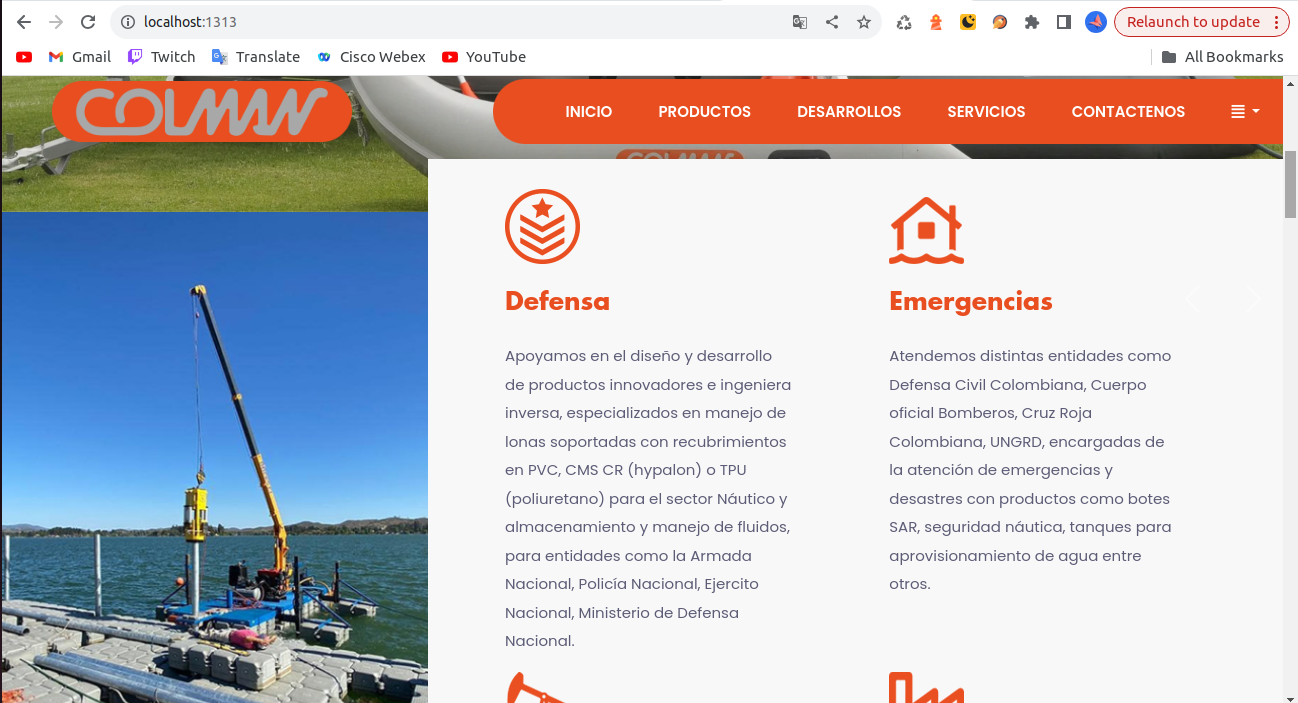 localhost:1313
Relaunch to update
Gmail
Twitch
Translate
Cisco Webex
YouTube
All Bookmarks
COLMAN
INICIO
PRODUCTOS
DESARROLLOS
SERVICIOS
CONTACTENOS
COLMAN
Defensa
Apoyamos en el diseño y desarrollo
de productos innovadores e ingeniera
inversa, especializados en manejo de
lonas soportadas con recubrimientos
en PVC, CMS CR (hypalon) o TPU
(poliuretano) para el sector Náutico y
almacenamiento y manejo de fluidos,
para entidades como la Armada
Nacional, Policía Nacional, Ejercito
Nacional, Ministerio de Defensa
Nacional.
Emergencias
Atendemos distintas entidades como
Defensa Civil Colombiana, Cuerpo
oficial Bomberos, Cruz Roja
Colombiana, UNGRD, encargadas de
la atención de emergencias y
desastres con productos como botes
SAR, seguridad náutica, tanques para
aprovisionamiento de agua entre
otros.